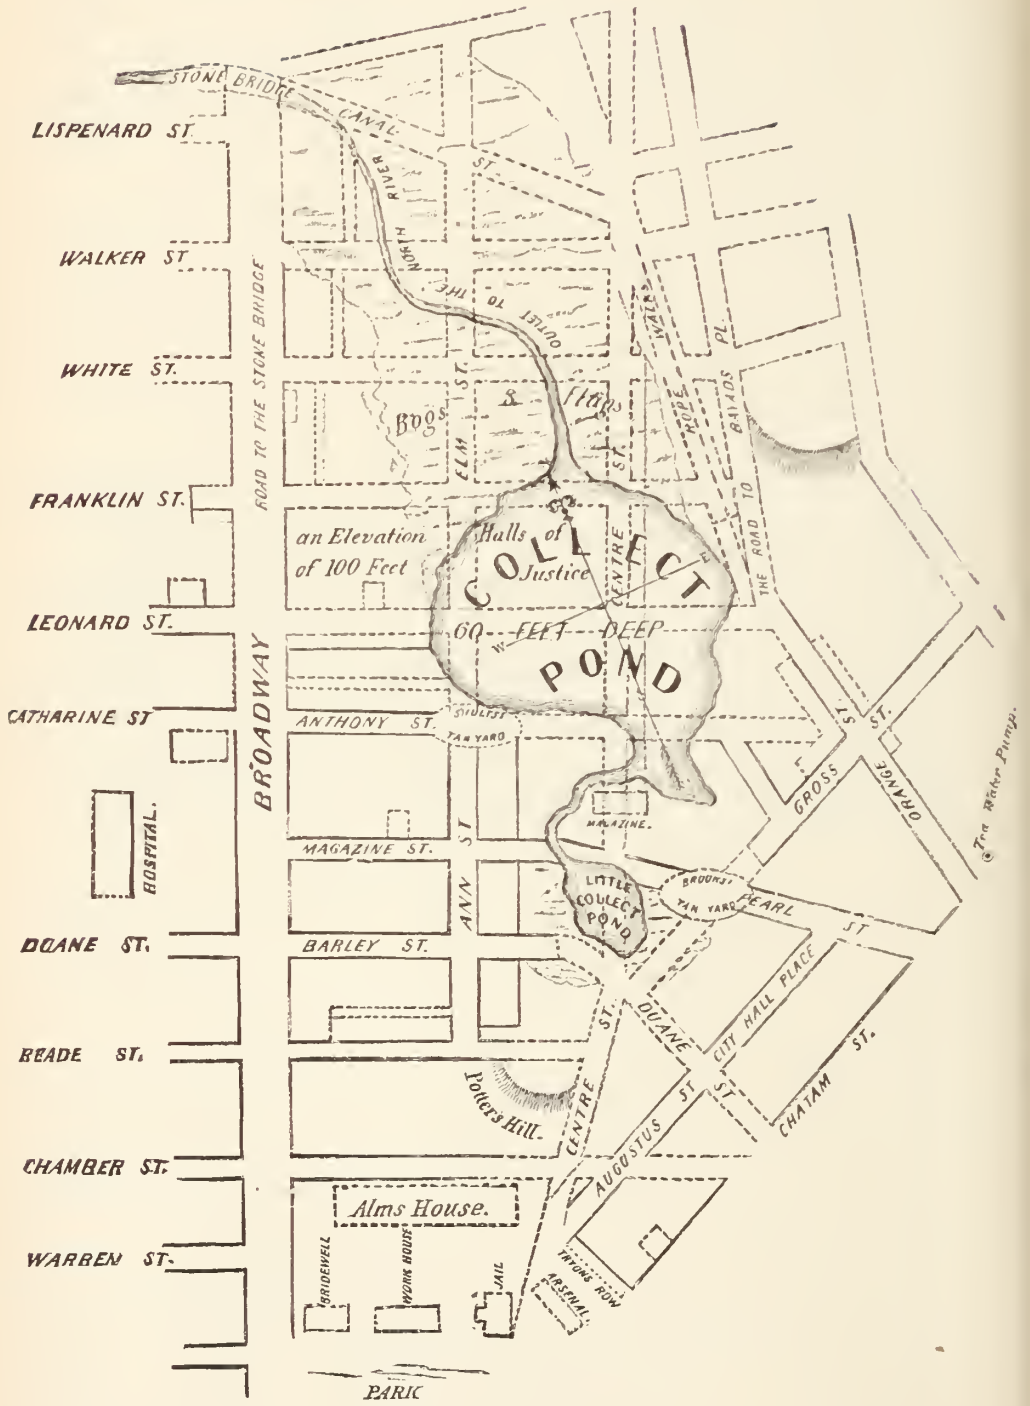 STONE BRIDGE
CANAL
ST.
LISPENARD ST.
WALKER ST
WHITE ST.
FRANKLIN ST.
LEONARD ST.
CATHARINE ST
DUANE ST.
READE ST.
CHAMBER ST.
WARREN ST.
ROAD TO THE STONE BRIDGE
BROADWAY
HOSPITAL.
OUTLET TO THE NORTH RIVER
Bogs & Flags
ELM ST.
CENTRE ST.
ROPE WALK
THE ROAD TO BAYADS PL.
an Elevation
of 100 Feet
Halls of
Justice
COLLECT
60 FEET DEEP
POND
W
E
ANTHONY ST.
SHULTST
TAN YARD
MAGAZINE ST.
MAGAZINE.
ANN ST
BARLEY ST.
LITTLE
COLLECT
POND
BROOKST
TAN YARD
PEARL ST
GROSS ST
ORANGE ST.
Tea Water Pump.
CITY HALL PLACE
DUANE ST
CHATAM ST.
AUGUSTUS ST
CENTRE ST.
Potter's Hill.
Alms House.
BRIDEWELL
WORK HOUSE
JAIL
TRYONS ROW
ARSENAL.
PARK